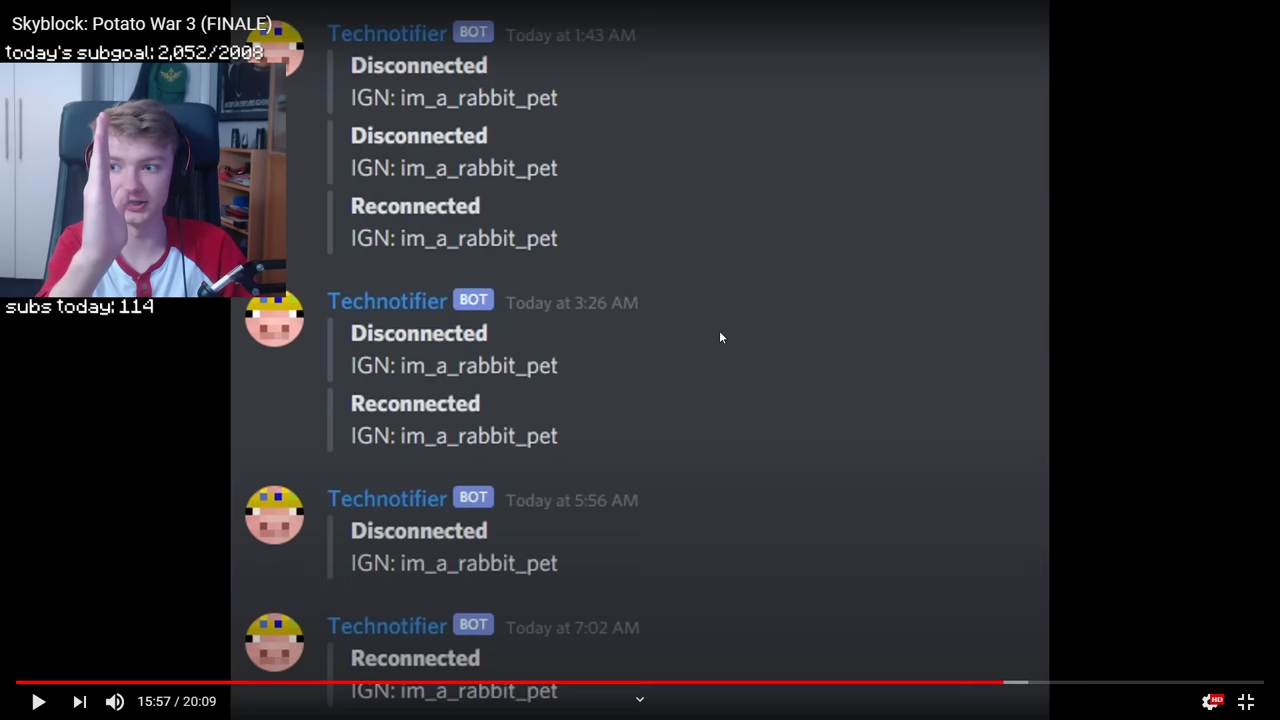 Skyblock: Potato War 3 (FINALE)
today's subgoal: 2,052/2008
subs today: 114
Technotifier BOT Today at 1:43 AM
Disconnected
IGN: im_a_rabbit_pet
Disconnected
IGN: im_a_rabbit_pet
Reconnected
IGN: im_a_rabbit_pet
Technotifier BOT Today at 3:26 AM
Disconnected
IGN: im_a_rabbit_pet
Reconnected
IGN: im_a_rabbit_pet
Technotifier BOT Today at 5:56 AM
Disconnected
IGN: im_a_rabbit_pet
Technotifier BOT Today at 7:02 AM
Reconnected
IGN: im_a_rabbit_pet
15:57 / 20:09
HD